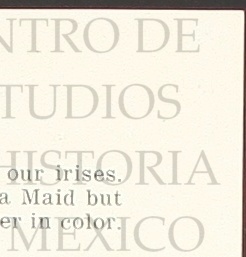 NTRO DE
TUDIOS
HISTORIA
our irises.
a Maid but
er in color.
MEXICO